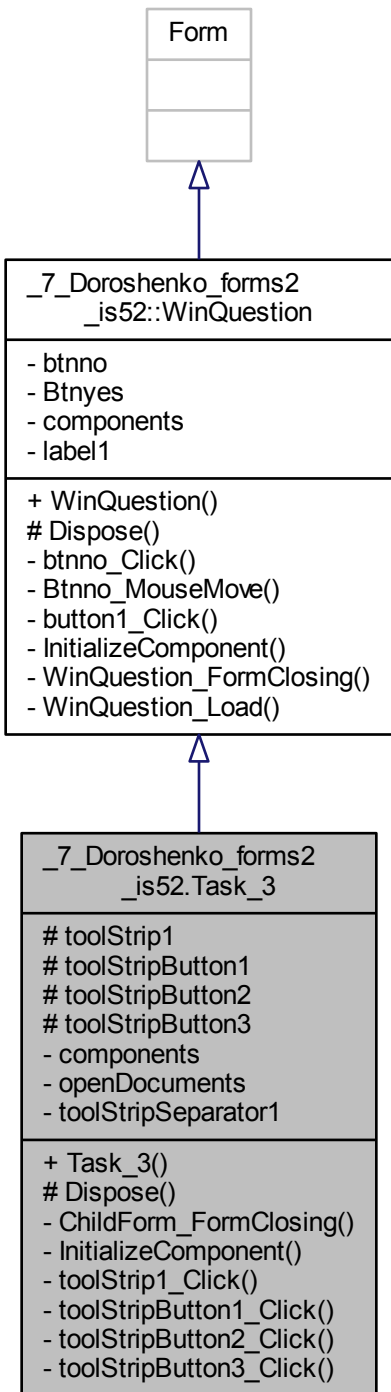 Form
_7_Doroshenko_forms2
_is52::WinQuestion
- btnno
- Btnyes
- components
- label1
+ WinQuestion()
# Dispose()
- btnno_Click()
- Btnno_MouseMove()
- button1_Click()
- InitializeComponent()
- WinQuestion_FormClosing()
- WinQuestion_Load()
_7_Doroshenko_forms2
_is52.Task_3
# toolStrip1
# toolStripButton1
# toolStripButton2
# toolStripButton3
- components
- openDocuments
- toolStripSeparator1
+ Task_3()
# Dispose()
- ChildForm_FormClosing()
- InitializeComponent()
- toolStrip1_Click()
- toolStripButton1_Click()
- toolStripButton2_Click()
- toolStripButton3_Click()